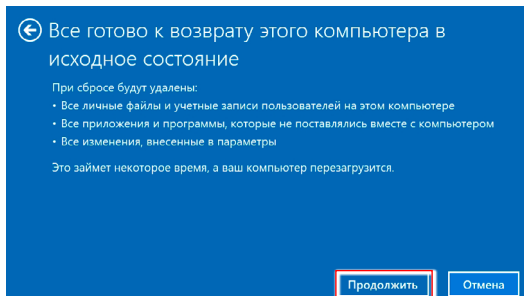 Все готово к возврату этого компьютера в
исходное состояние
При сбросе будут удалены:
• Все личные файлы и учетные записи пользователей на этом компьютере
• Все приложения и программы, которые не поставлялись вместе с компьютером
• Все изменения, внесенные в параметры
Это займет некоторое время, а ваш компьютер перезагрузится.
Продолжить Отмена